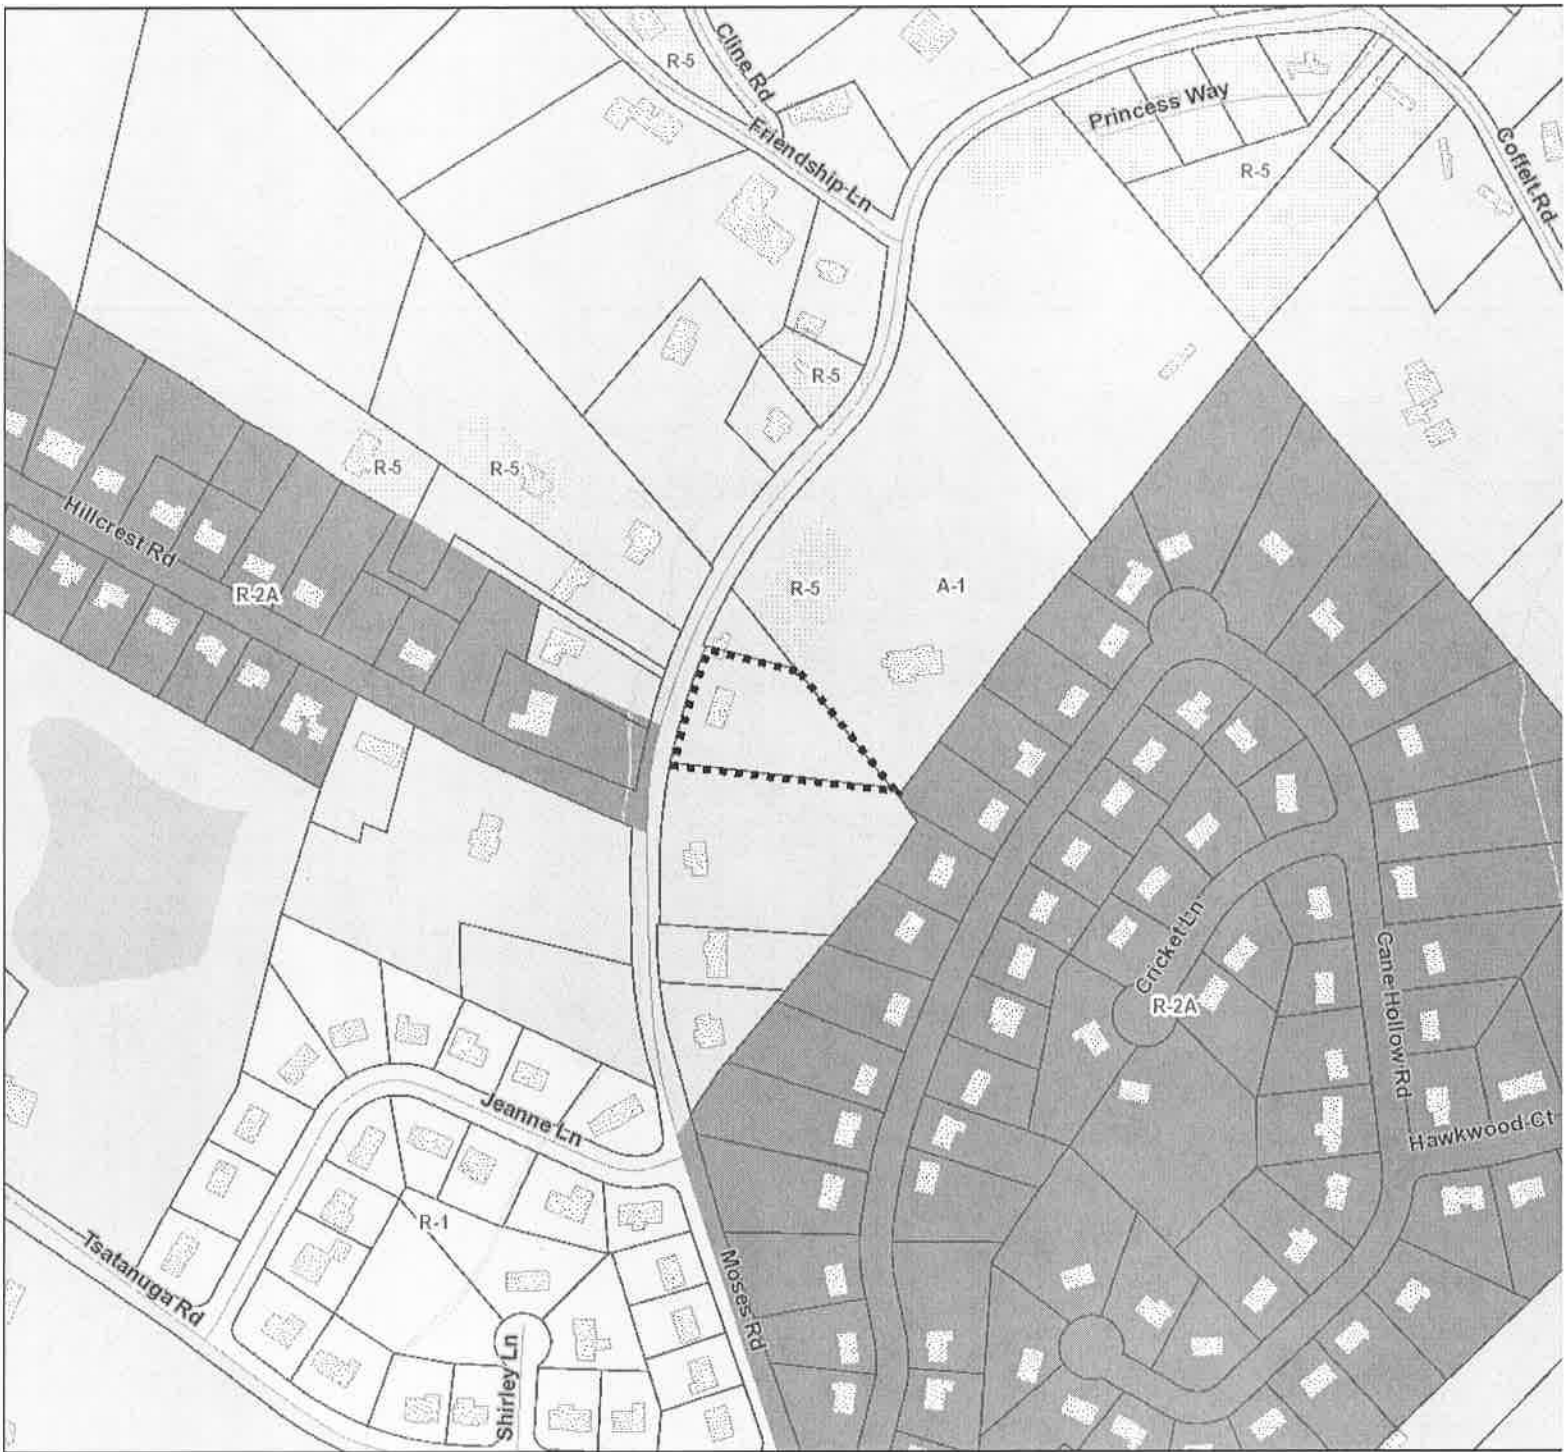 R-5
Cline Rd
Princess Way
Friendship Ln
Coffelt Rd
R-5
R-5
R-5
R-5
Hillcrest Rd
R-2A
R-5
A-1
Cricket Ln
R-2A
Cane Hollow Rd
Jeanne Ln
Hawkwood Ct
R-1
Tsatanuga Rd
Moses Rd
Shirley Ln